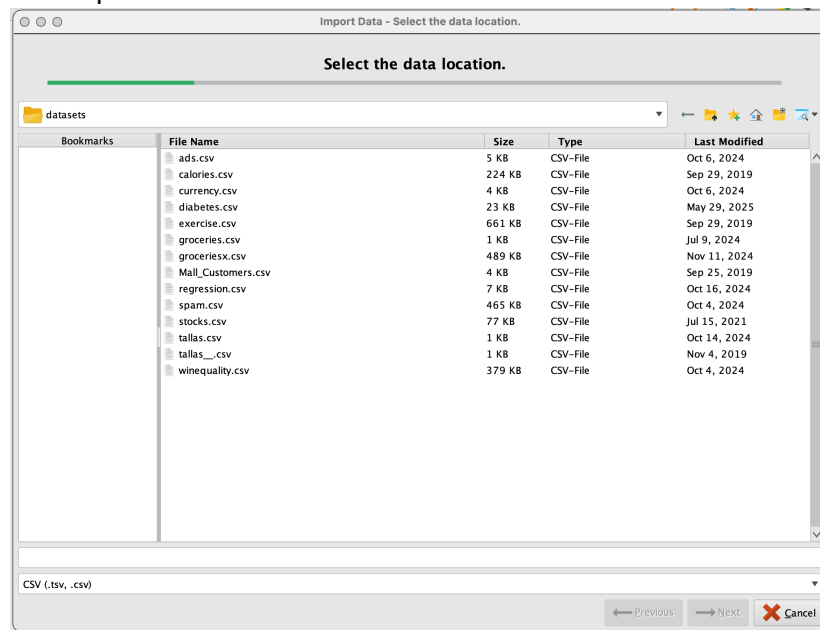 Import Data - Select the data location.
Select the data location.
datasets
Bookmarks File Name Size Type Last Modified
ads.csv 5 KB CSV-File Oct 6, 2024
calories.csv 224 KB CSV-File Sep 29, 2019
currency.csv 4 KB CSV-File Oct 6, 2024
diabetes.csv 23 KB CSV-File May 29, 2025
exercise.csv 661 KB CSV-File Sep 29, 2019
groceries.csv 1 KB CSV-File Jul 9, 2024
groceriesx.csv 489 KB CSV-File Nov 11, 2024
Mall_Customers.csv 4 KB CSV-File Sep 25, 2019
regression.csv 7 KB CSV-File Oct 16, 2024
spam.csv 465 KB CSV-File Oct 4, 2024
stocks.csv 77 KB CSV-File Jul 15, 2021
tallas.csv 1 KB CSV-File Oct 14, 2024
tallas__.csv 1 KB CSV-File Nov 4, 2019
winequality.csv 379 KB CSV-File Oct 4, 2024
CSV (.tsv, .csv)
Previous Next Cancel